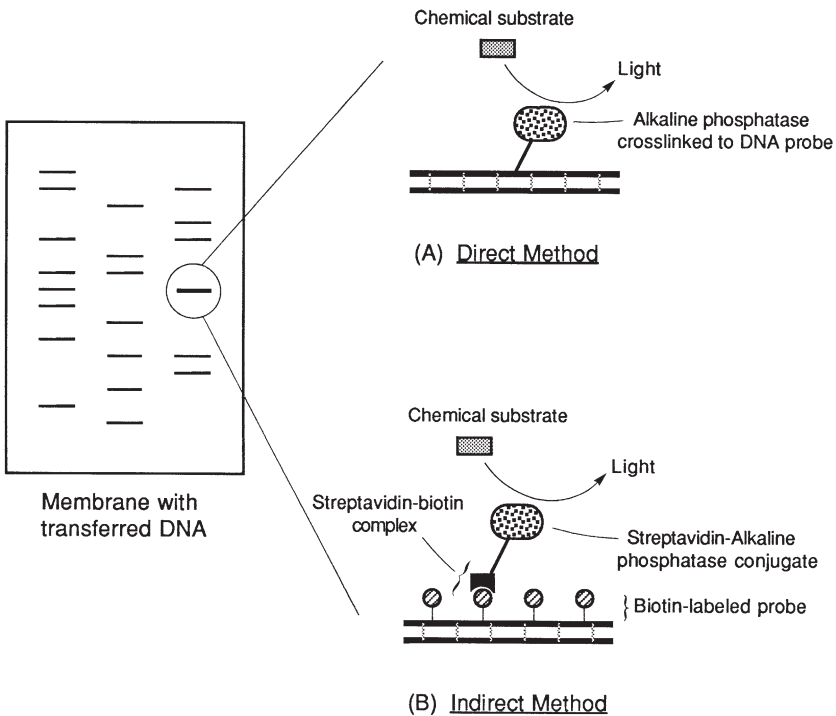 Chemical substrate
Light
Alkaline phosphatase
crosslinked to DNA probe
(A) Direct Method
Membrane with
transferred DNA
Chemical substrate
Light
Streptavidin-biotin
complex
Streptavidin-Alkaline
phosphatase conjugate
Biotin-labeled probe
(B) Indirect Method